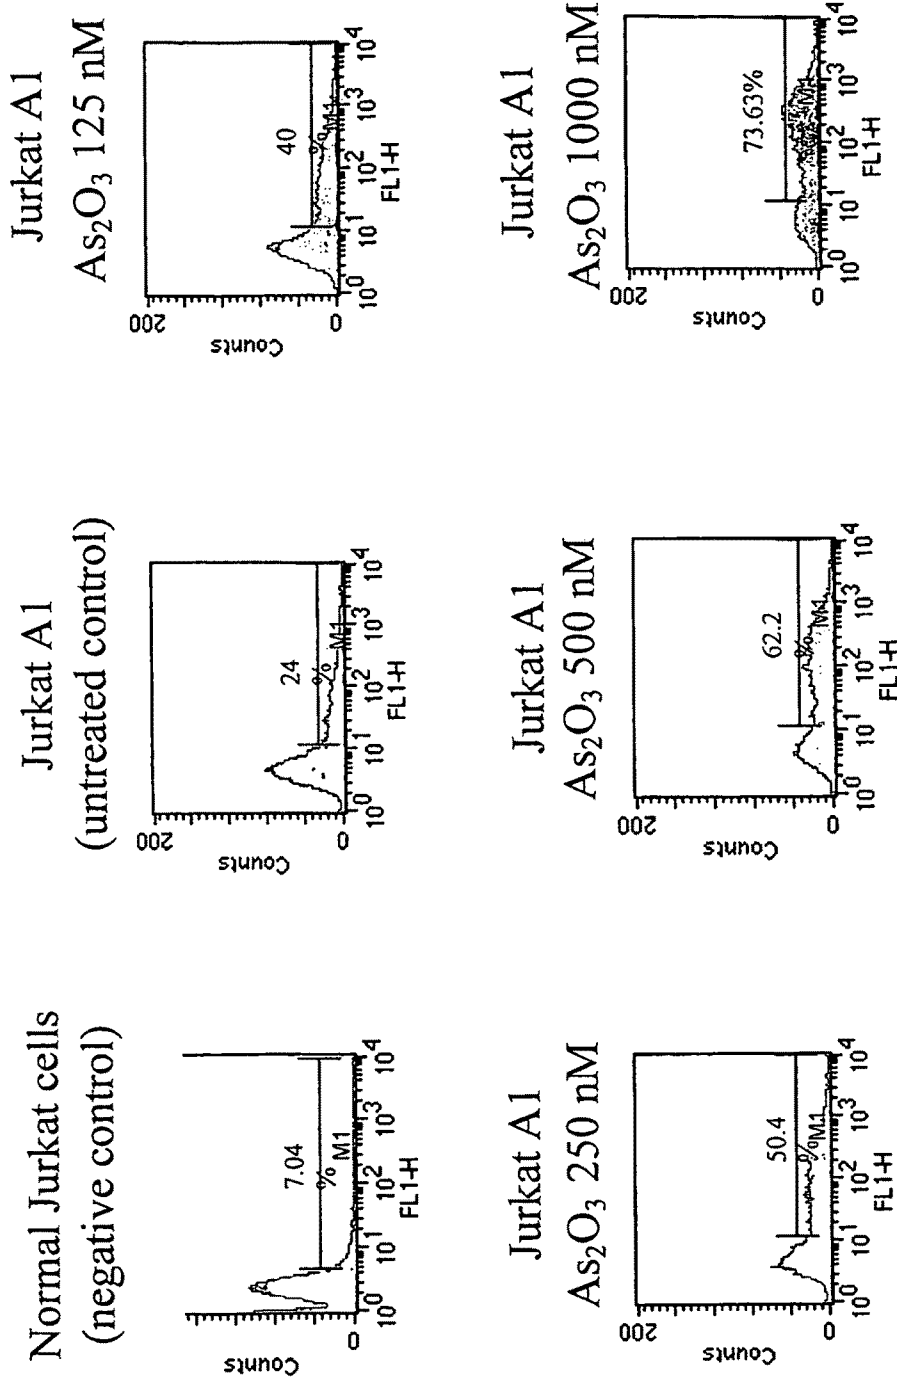 Normal Jurkat cells
(negative control)
Counts
0
7.04
%
M1
10^0 10^1 10^2 10^3 10^4
FL1-H
Jurkat A1
(untreated control)
Counts
200
0
24
%
M1
10^0 10^1 10^2 10^3 10^4
FL1-H
Jurkat A1
As₂O₃ 125 nM
Counts
200
0
40
%
M1
10^0 10^1 10^2 10^3 10^4
FL1-H
Jurkat A1
As₂O₃ 250 nM
Counts
200
0
50.4
%
M1
10^0 10^1 10^2 10^3 10^4
FL1-H
Jurkat A1
As₂O₃ 500 nM
Counts
200
0
62.2
%
M1
10^0 10^1 10^2 10^3 10^4
FL1-H
Jurkat A1
As₂O₃ 1000 nM
Counts
200
0
73.63%
M1
10^0 10^1 10^2 10^3 10^4
FL1-H